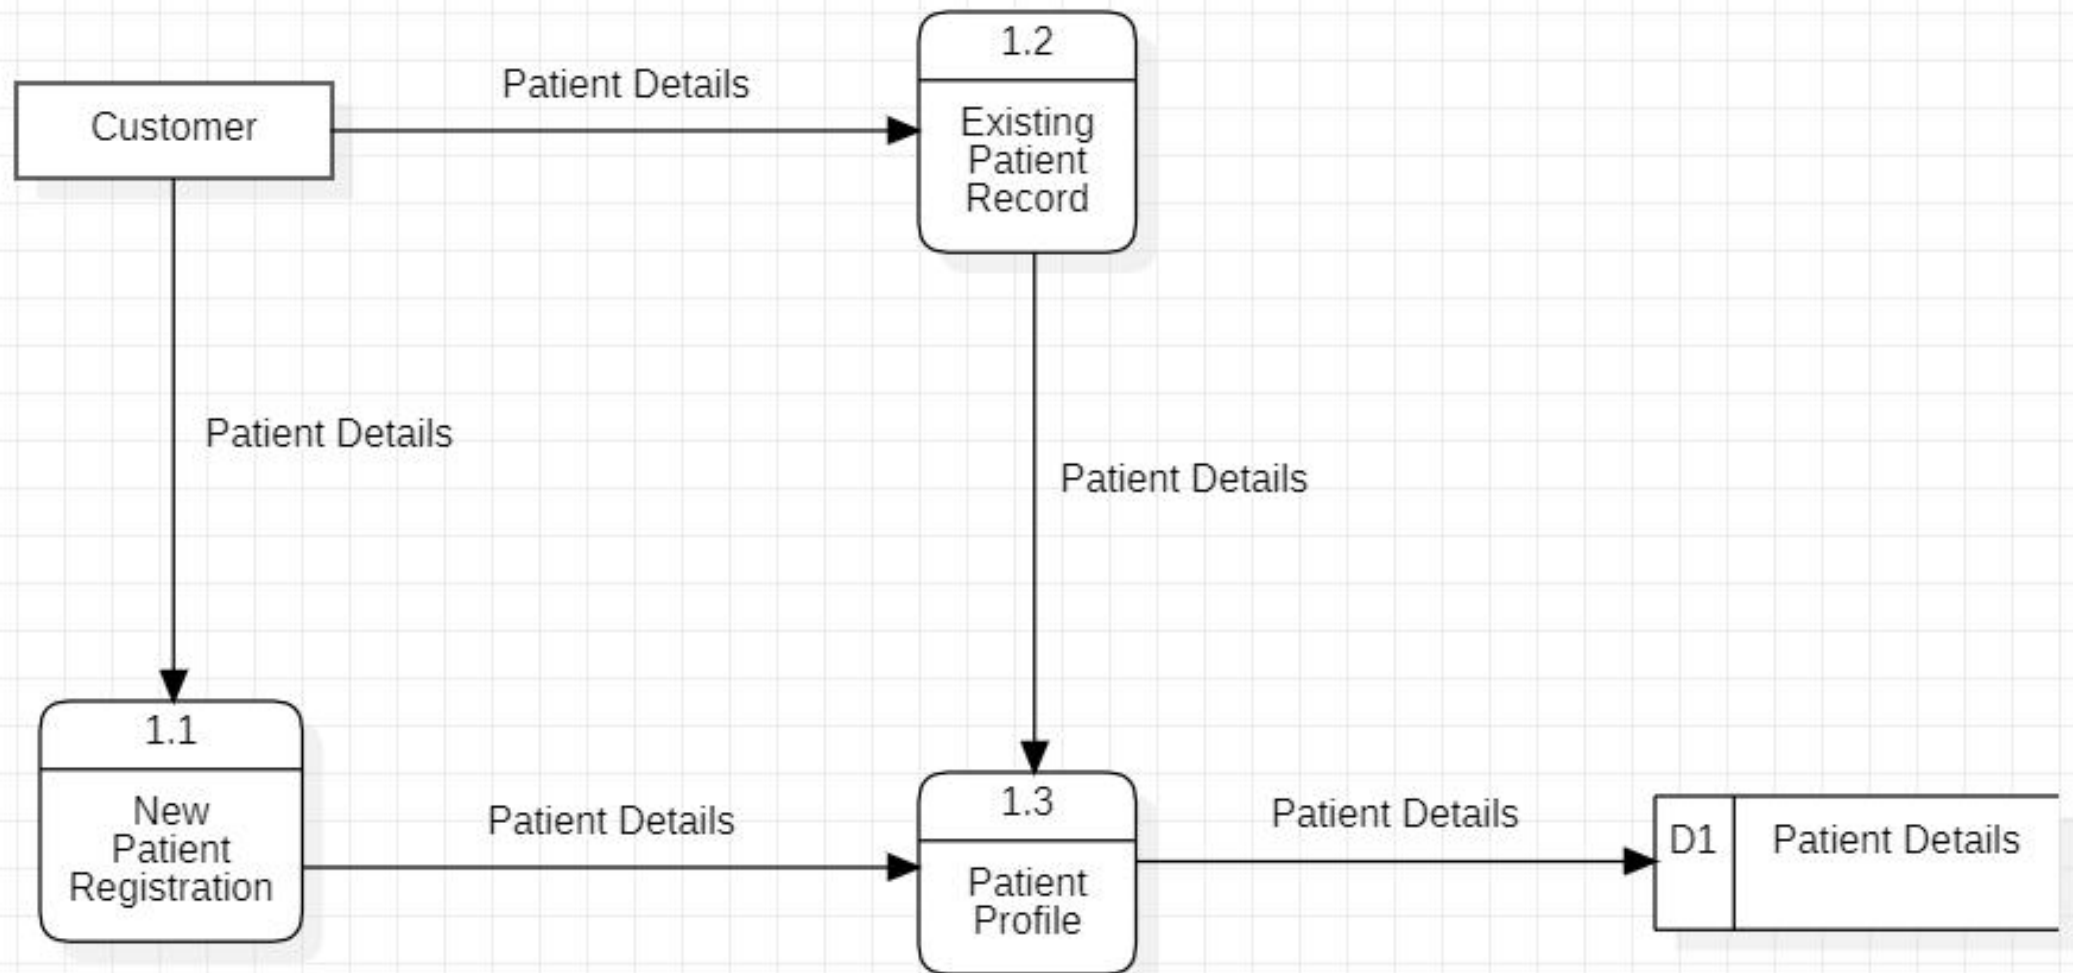 1.2
Patient Details
Customer
Existing
Patient
Record
Patient Details
Patient Details
1.1
New
Patient
Registration
Patient Details
1.3
Patient
Profile
Patient Details
D1
Patient Details